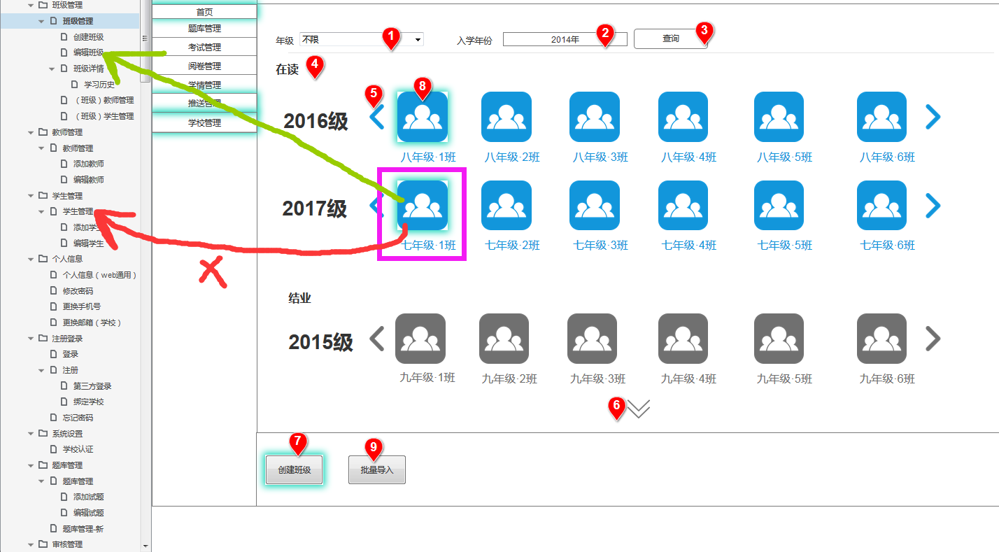 班级管理
班级管理
创建班级
编辑班级
班级详情
学习历史
（班级）教师管理
（班级）学生管理
教师管理
教师管理
添加教师
编辑教师
学生管理
学生管理
添加学生
编辑学生
个人信息
个人信息（web通用）
修改密码
更换手机号
更换邮箱（学校）
注册登录
登录
注册
第三方登录
绑定学校
忘记密码
系统设置
学校认证
题库管理
题库管理
添加试题
编辑试题
题库管理-新
审核管理
首页
题库管理
考试管理
阅卷管理
学情管理
推送管理
学校管理
年级 不限 1 入学年份 2014年 2 查询 3
在读 4
5 8
2016级
八年级·1班 八年级·2班 八年级·3班 八年级·4班 八年级·5班 八年级·6班
2017级
七年级·1班 七年级·2班 七年级·3班 七年级·4班 七年级·5班 七年级·6班
结业
2015级
九年级·1班 九年级·2班 九年级·3班 九年级·4班 九年级·5班 九年级·6班
6
7 9
创建班级 批量导入